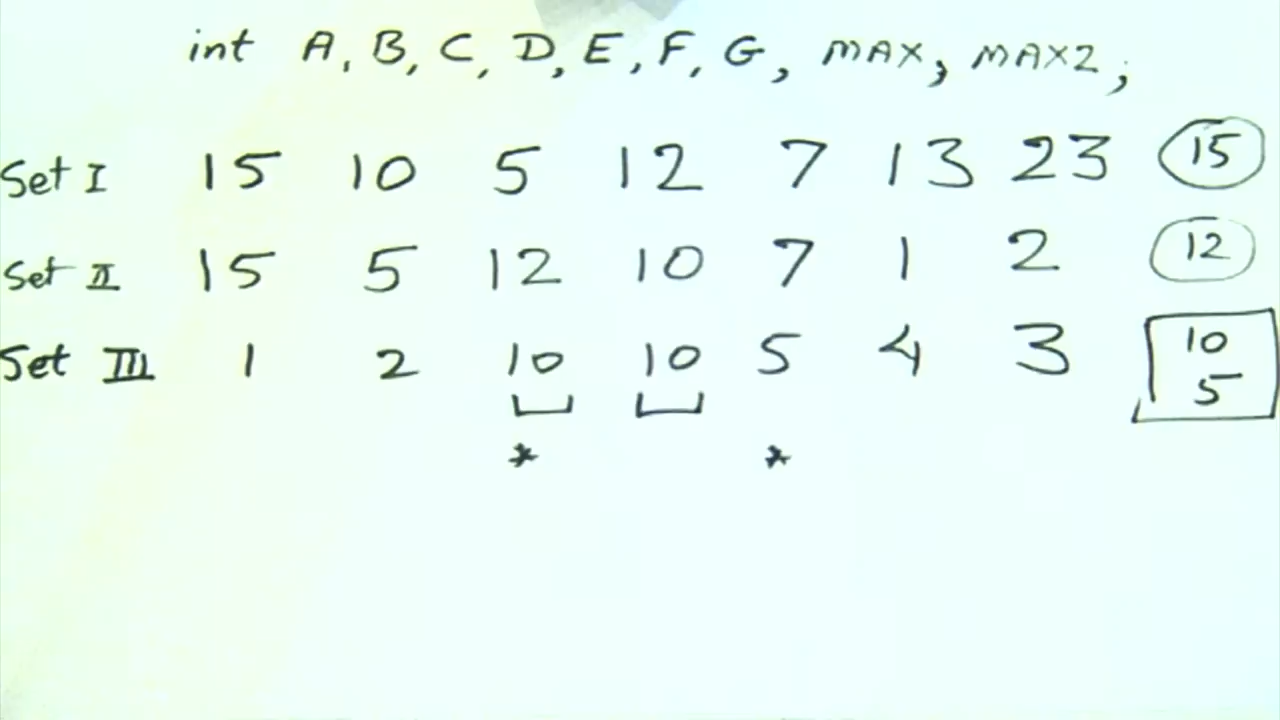 int A, B, C, D, E, F, G, MAX, MAX2;
Set I 15 10 5 12 7 13 23 15
Set II 15 5 12 10 7 1 2 12
Set III 1 2 10 10 5 4 3 10
5
* *